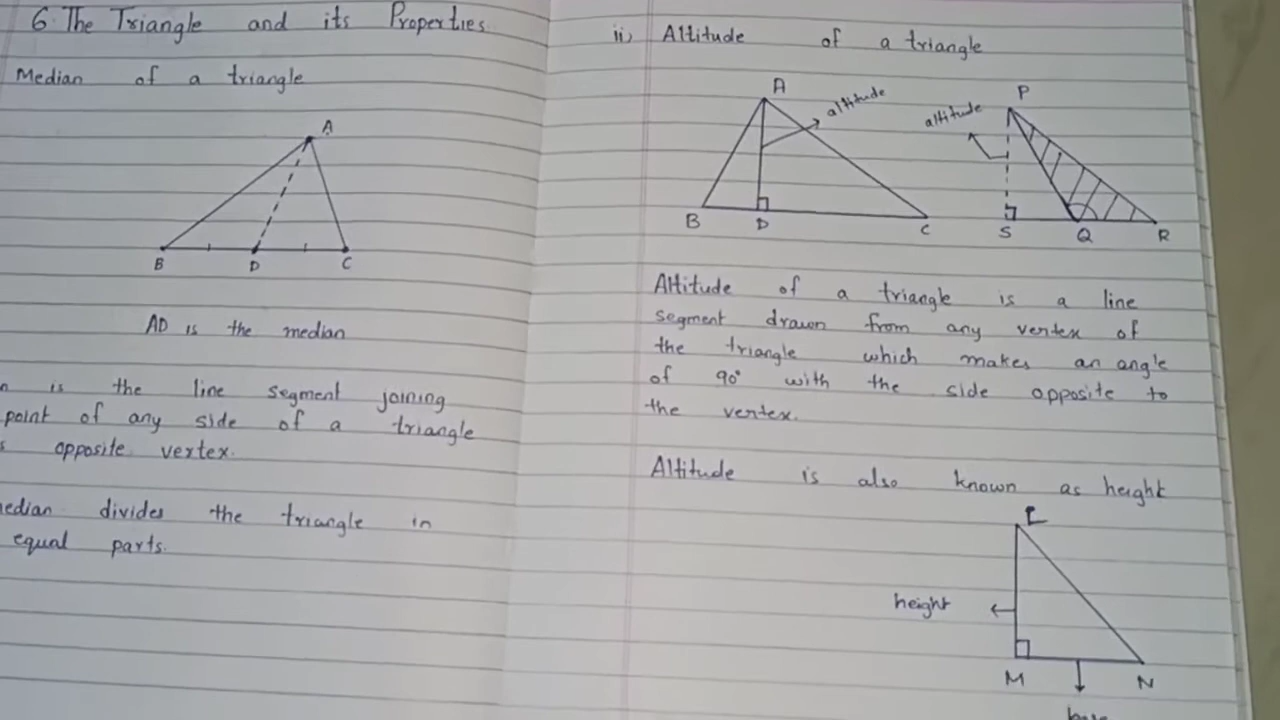 6 The Triangle and its Properties.
Median of a triangle
A
B D C
AD is the median
is the line segment joining
point of any side of a triangle
opposite vertex.
median divides the triangle in
equal parts.
ii) Altitude of a triangle
A altitude
B D C
altitude P
S Q R
Altitude of a triangle is a line
segment drawn from any vertex of
the triangle which makes an angle
of 90° with the side opposite to
the vertex.
Altitude is also known as height
L
height
M N